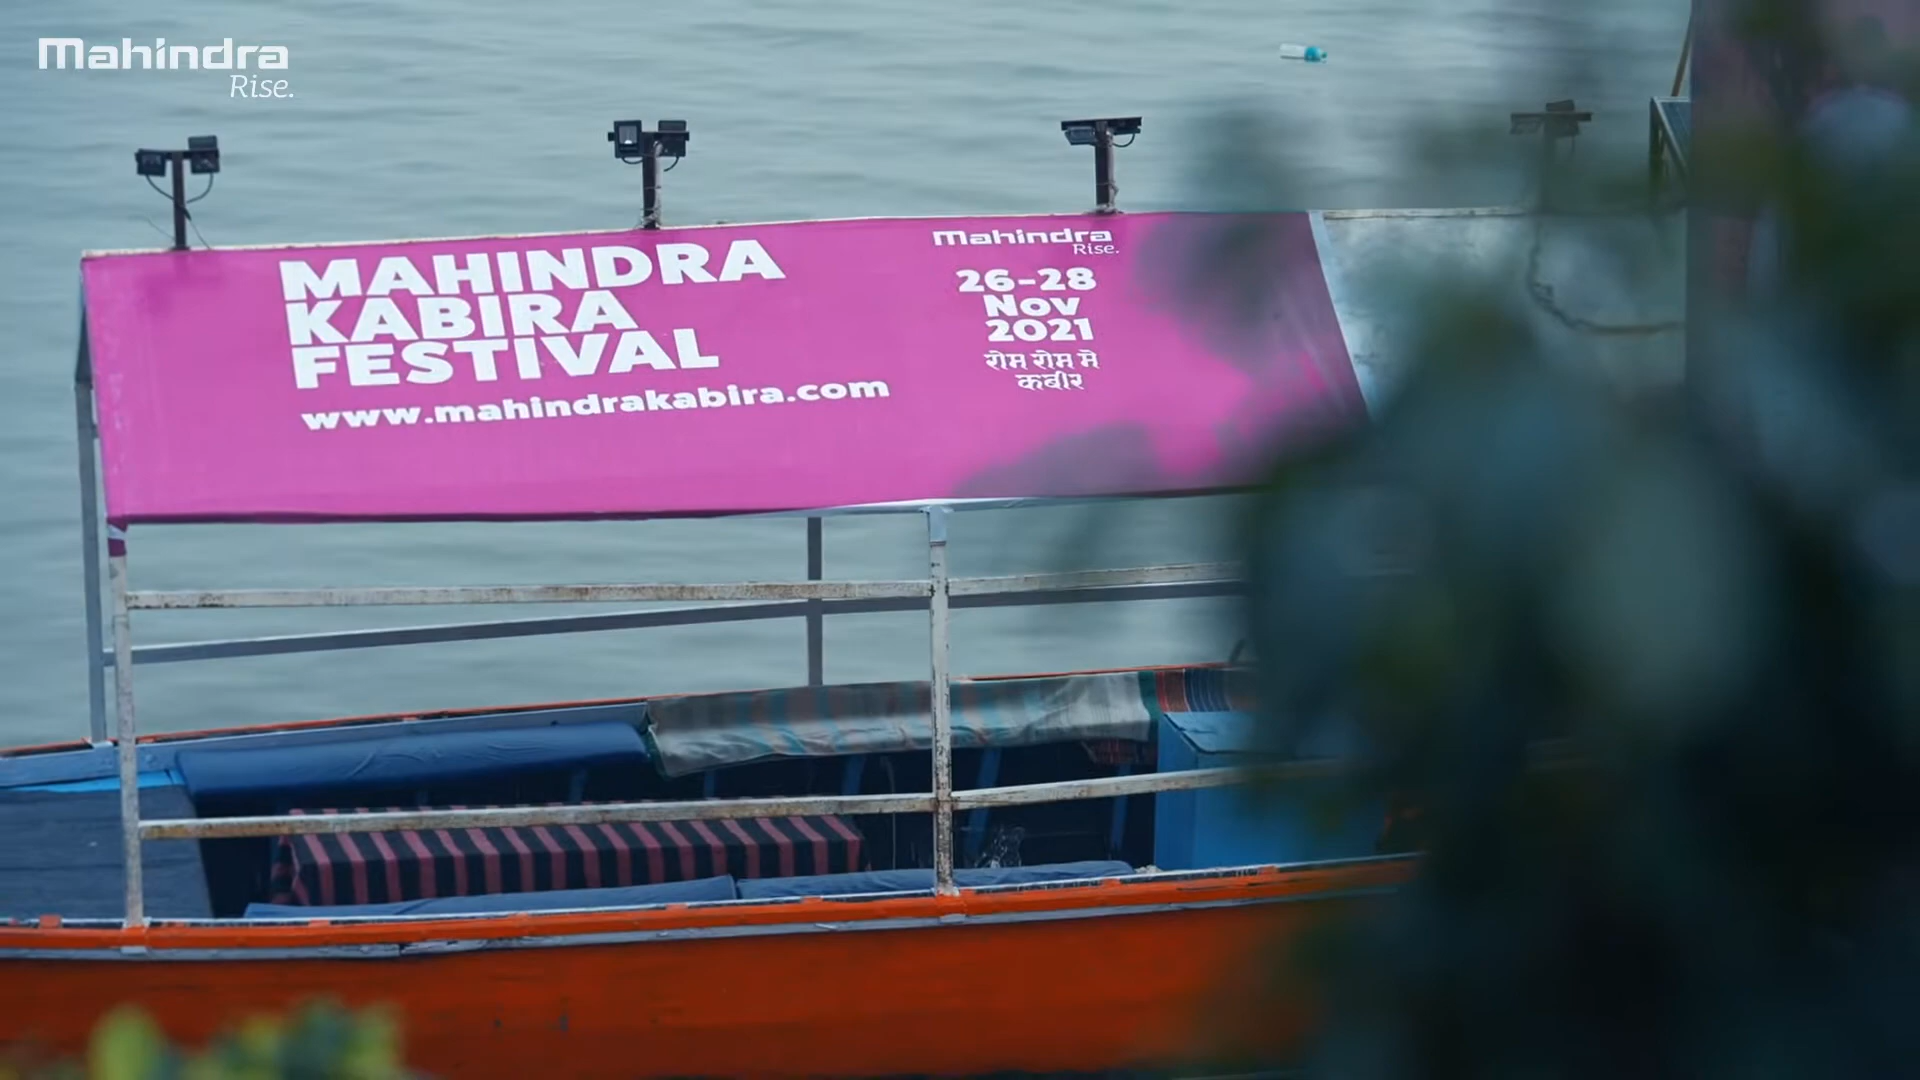 Mahindra
Rise.
MAHINDRA
KABIRA
FESTIVAL
www.mahindrakabira.com
Mahindra
Rise.
26-28
Nov
2021
रोम रोम मे
कबीर